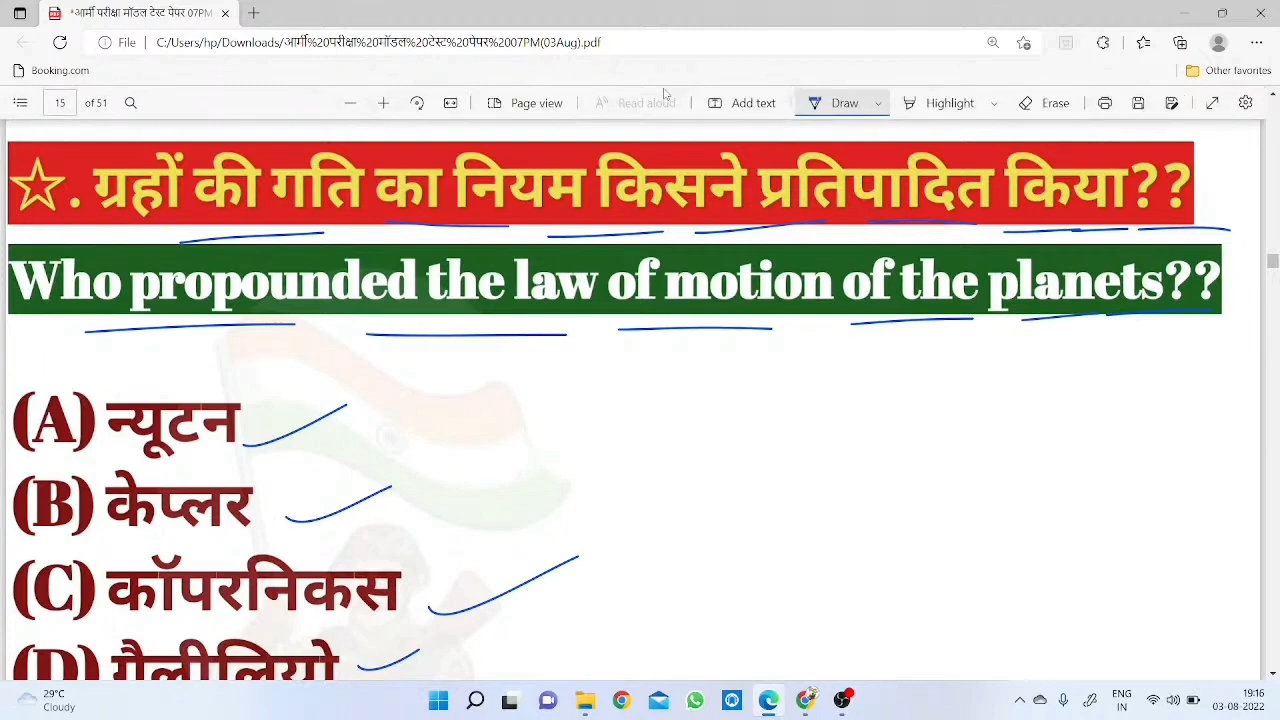 *आर्मी परीक्षा मॉडल टेस्ट पेपर 07PM
File C:/Users/hp/Downloads/आर्मी%20परीक्षा%20मॉडल%20टेस्ट%20पेपर%2007PM(03Aug).pdf
Booking.com
Other favorites
15 of 51 Page view Read aloud Add text Draw Highlight Erase
☆. ग्रहों की गति का नियम किसने प्रतिपादित किया??
Who propounded the law of motion of the planets??
(A) न्यूटन
(B) केप्लर
(C) कॉपरनिकस
(D) गैलीलियो
29°C
Cloudy
ENG
IN
19:16
03-08-2022